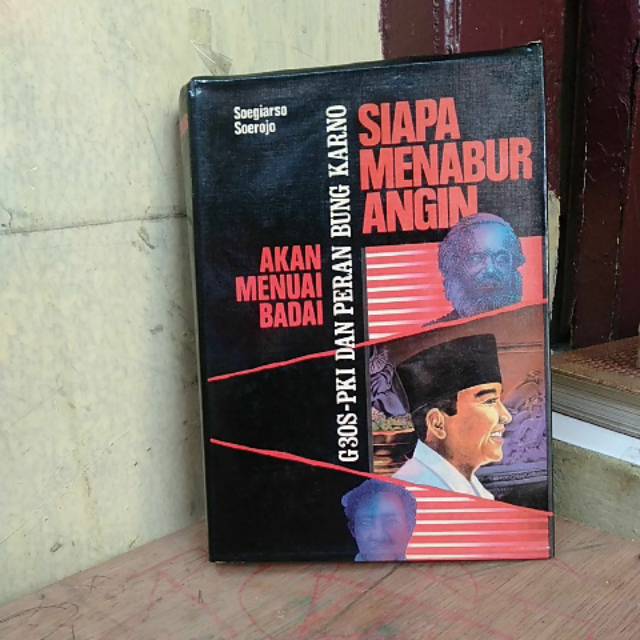 Soegiarso
Soerojo
SIAPA
MENABUR
ANGIN
AKAN
MENUAI
BADAI
G30S-PKI DAN PERAN BUNG KARNO